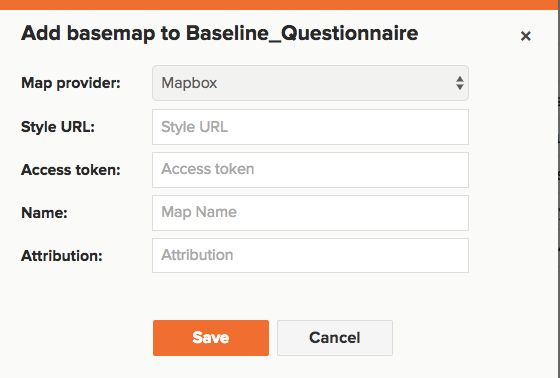 Add basemap to Baseline_Questionnaire ×
Map provider: Mapbox
Style URL: Style URL
Access token: Access token
Name: Map Name
Attribution: Attribution
Save Cancel